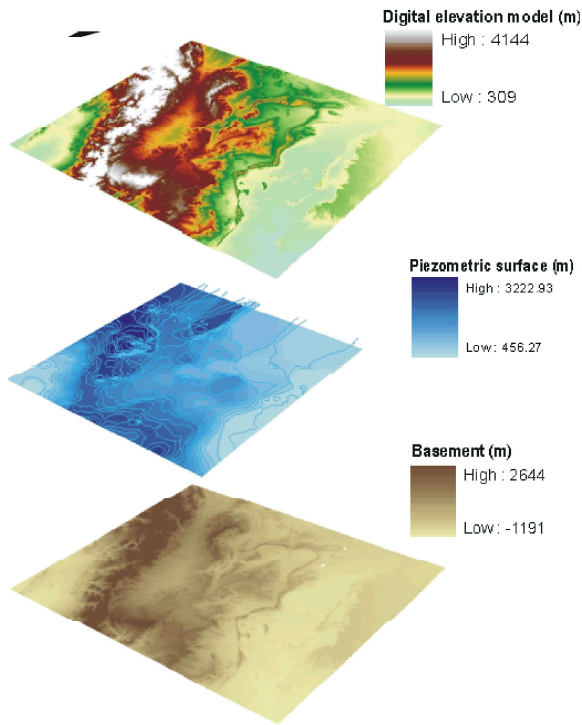 Digital elevation model (m)
High : 4144
Low : 309
Piezometric surface (m)
High : 3222.93
Low : 456.27
Basement (m)
High : 2644
Low : -1191